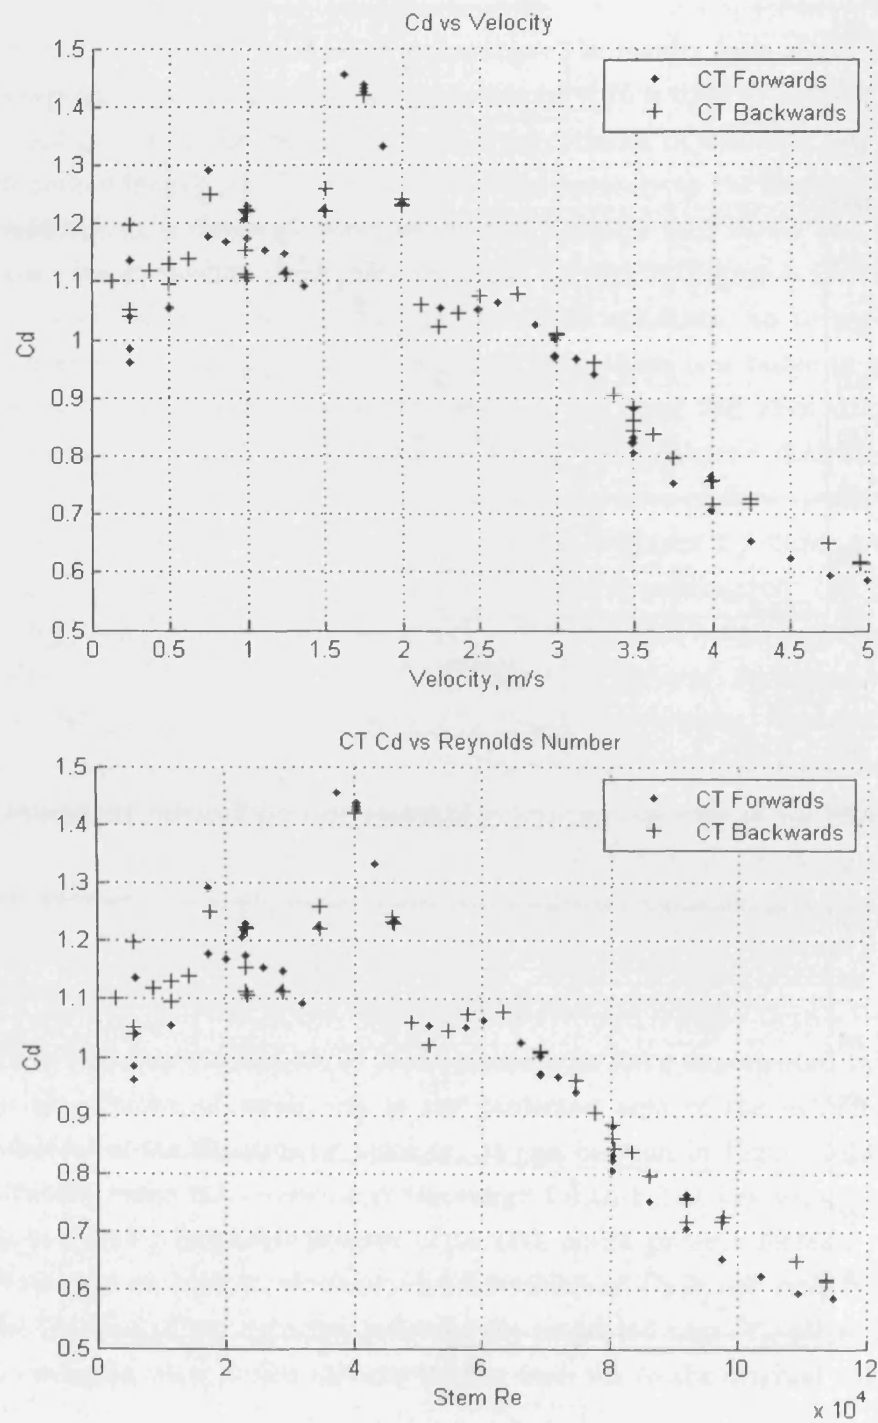 Cd vs Velocity
1.5
1.4
1.3
1.2
1.1
1
0.9
0.8
0.7
0.6
0.5
Cd
CT Forwards
CT Backwards
0 0.5 1 1.5 2 2.5 3 3.5 4 4.5 5
Velocity, m/s
CT Cd vs Reynolds Number
1.5
1.4
1.3
1.2
1.1
1
0.9
0.8
0.7
0.6
0.5
Cd
CT Forwards
CT Backwards
0 2 4 6 8 10 12
Stem Re
x 10^4